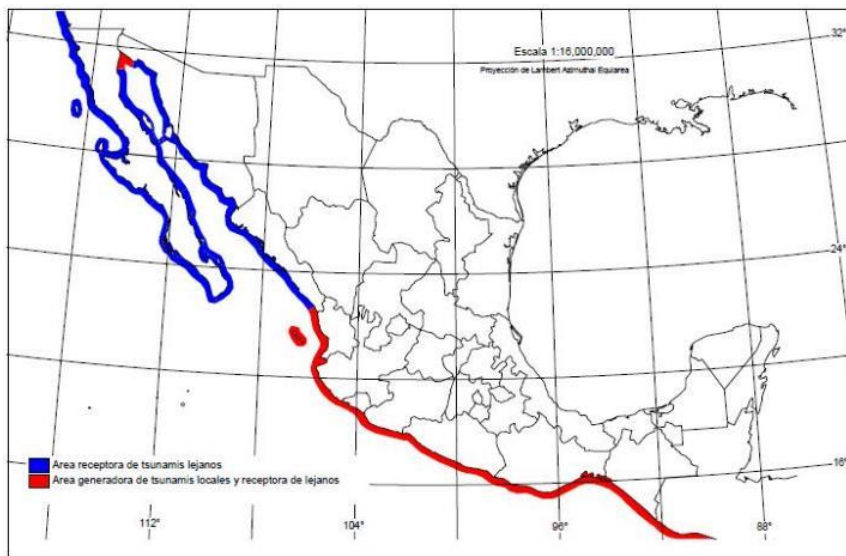 32°
Escala 1:16,000,000
Proyección de Lambert Azimuthal Equiarea
24°
16°
Area receptora de tsunamis lejanos
Area generadora de tsunamis locales y receptora de lejanos
112°
104°
96°
88°